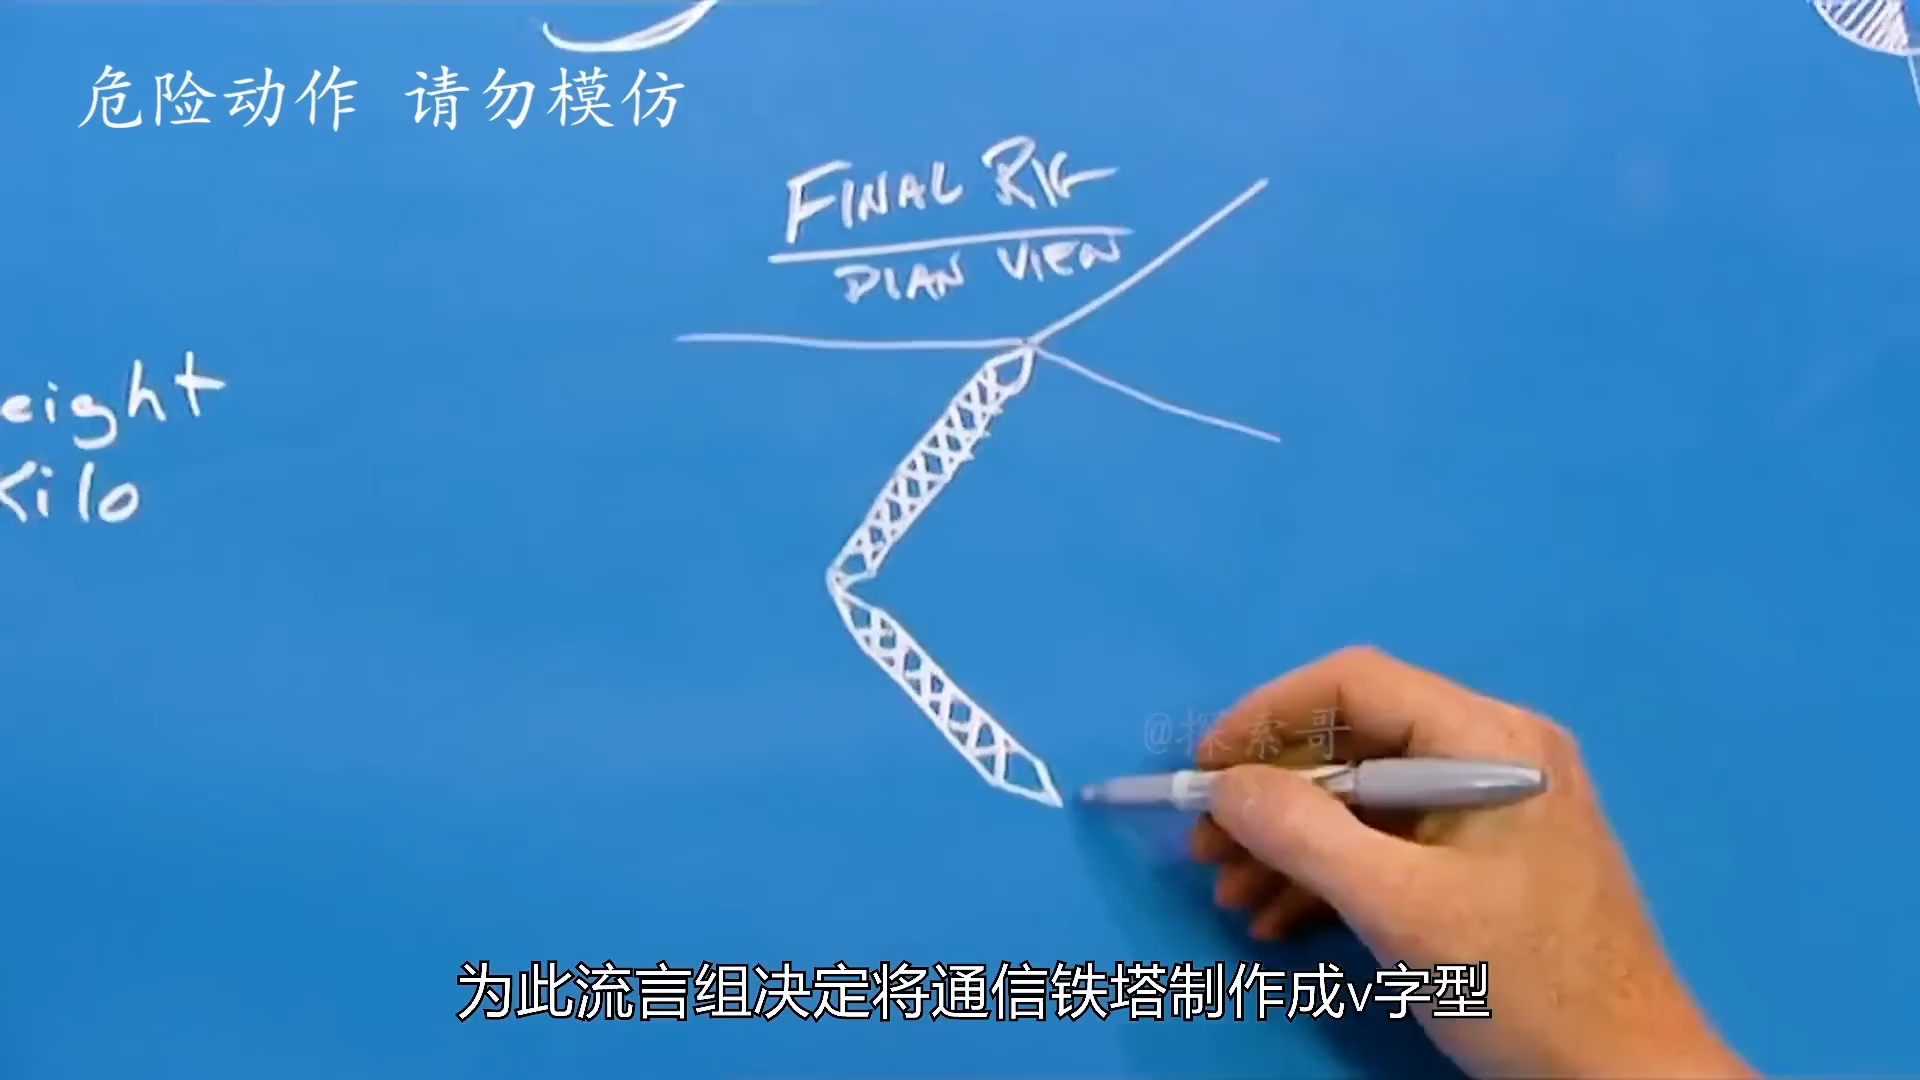 危险动作 请勿模仿
FINAL RIG
PLAN VIEW
eight
Kilo
@探索哥
为此流言组决定将通信铁塔制作成v字型